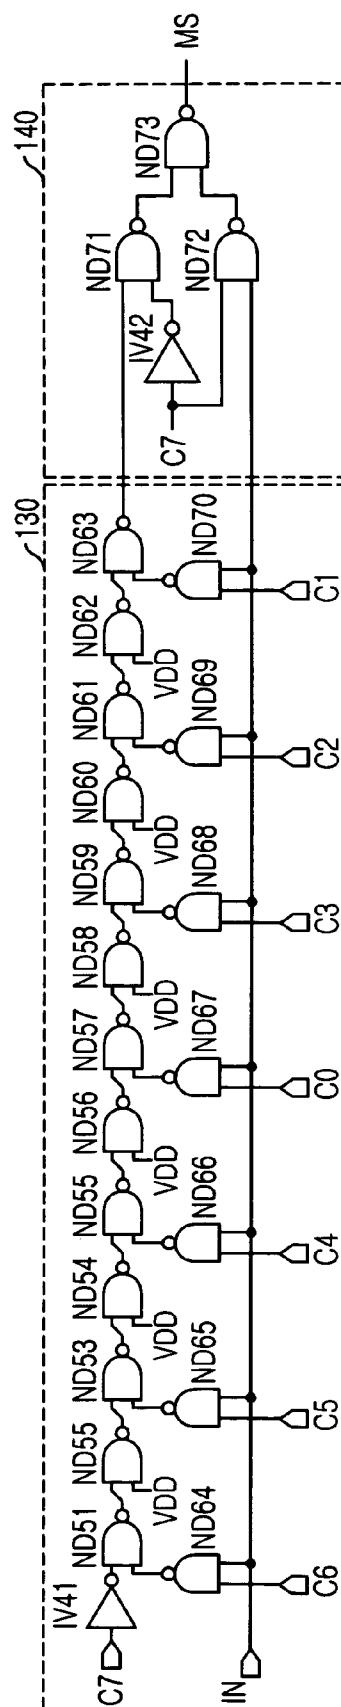 130
140
C7
IV41
ND51
ND55
ND53
ND54
ND55
ND56
ND57
ND58
ND59
ND60
ND61
ND62
ND63
VDD
VDD
VDD
VDD
VDD
VDD
ND64
ND65
ND66
ND67
ND68
ND69
ND70
IN
C6
C5
C4
C0
C3
C2
C1
C7
IV42
ND71
ND72
ND73
MS